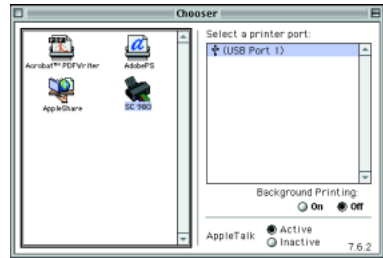 Chooser
Select a printer port:
(USB Port 1)
Acrobat™ PDFWriter
AdobePS
AppleShare
SC 980
Background Printing:
On
Off
AppleTalk
Active
Inactive
7.6.2